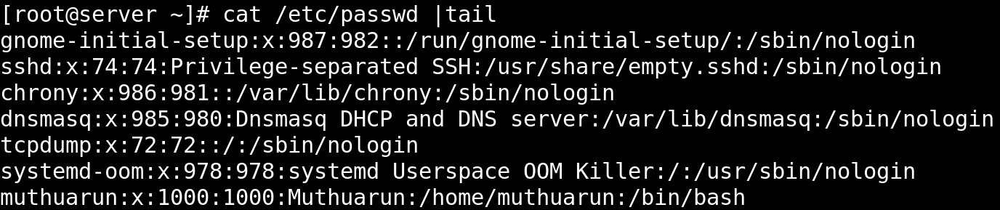 [root@server ~]# cat /etc/passwd |tail
gnome-initial-setup:x:987:982::/run/gnome-initial-setup/:/sbin/nologin
sshd:x:74:74:Privilege-separated SSH:/usr/share/empty.sshd:/sbin/nologin
chrony:x:986:981::/var/lib/chrony:/sbin/nologin
dnsmasq:x:985:980:Dnsmasq DHCP and DNS server:/var/lib/dnsmasq:/sbin/nologin
tcpdump:x:72:72::/:/sbin/nologin
systemd-oom:x:978:978:systemd Userspace OOM Killer:/:/usr/sbin/nologin
muthuarun:x:1000:1000:Muthuarun:/home/muthuarun:/bin/bash